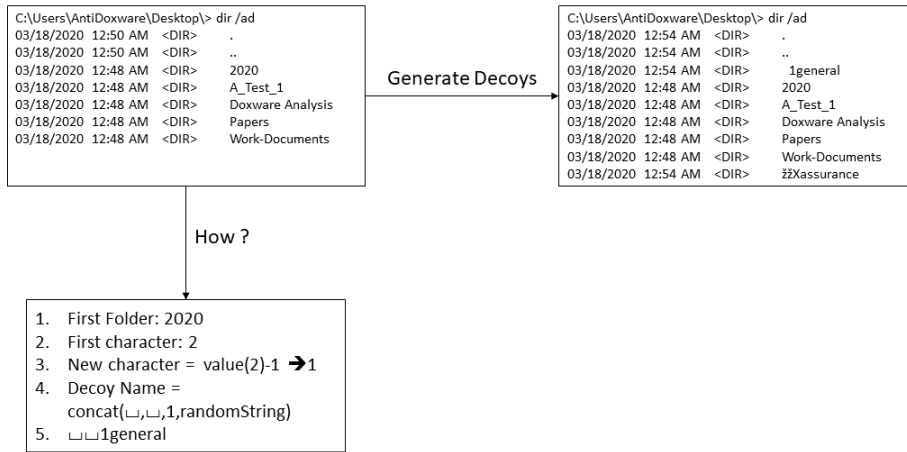 C:\Users\AntiDoxware\Desktop\> dir /ad
03/18/2020 12:50 AM <DIR> .
03/18/2020 12:50 AM <DIR> ..
03/18/2020 12:48 AM <DIR> 2020
03/18/2020 12:48 AM <DIR> A_Test_1
03/18/2020 12:48 AM <DIR> Doxware Analysis
03/18/2020 12:48 AM <DIR> Papers
03/18/2020 12:48 AM <DIR> Work-Documents
Generate Decoys
C:\Users\AntiDoxware\Desktop\> dir /ad
03/18/2020 12:54 AM <DIR> .
03/18/2020 12:54 AM <DIR> ..
03/18/2020 12:54 AM <DIR>   1general
03/18/2020 12:48 AM <DIR> 2020
03/18/2020 12:48 AM <DIR> A_Test_1
03/18/2020 12:48 AM <DIR> Doxware Analysis
03/18/2020 12:48 AM <DIR> Papers
03/18/2020 12:48 AM <DIR> Work-Documents
03/18/2020 12:54 AM <DIR> žžXassurance
How ?
1. First Folder: 2020
2. First character: 2
3. New character = value(2)-1 ➔1
4. Decoy Name =
concat(␣,␣,1,randomString)
5. ␣␣1general